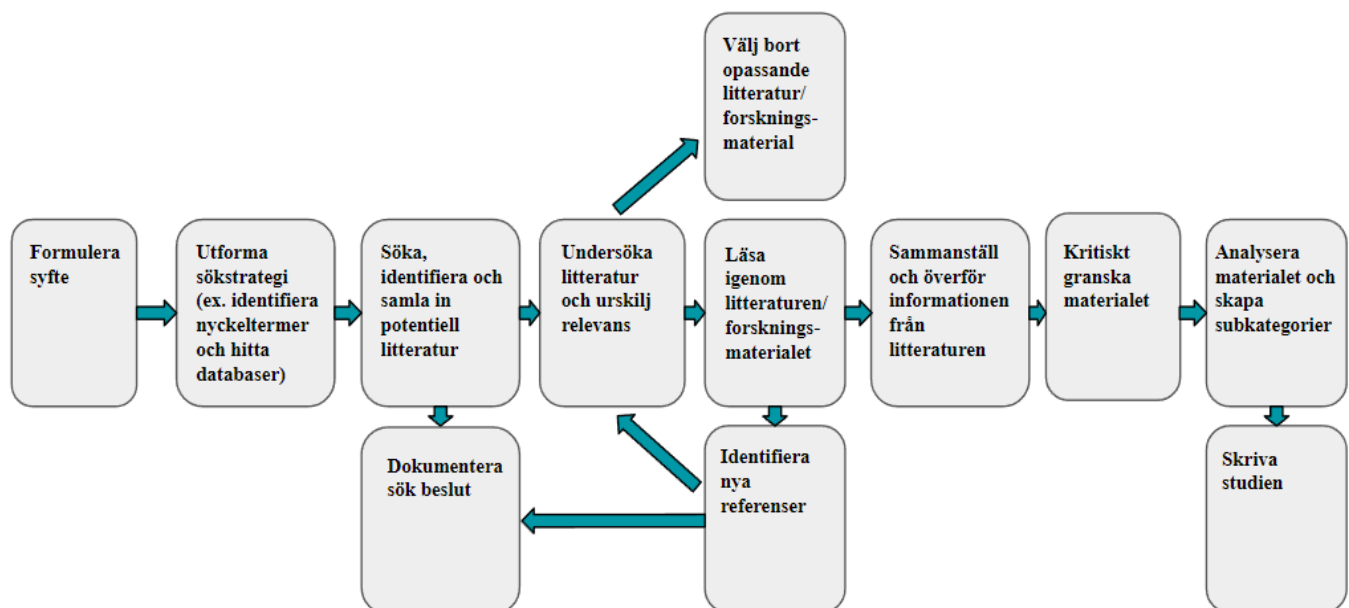 Välj bort
opassande
litteratur/
forsknings-
material
Formulera
syfte
Utforma
sökstrategi
(ex. identifiera
nyckeltermer
och hitta
databaser)
Söka,
identifiera och
samla in
potentiell
litteratur
Undersöka
litteratur
och urskilj
relevans
Läsa
igenom
litteraturen/
forsknings-
materialet
Sammanställ
och överför
informationen
från
litteraturen
Kritiskt
granska
materialet
Analysera
materialet och
skapa
subkategorier
Dokumentera
sök beslut
Identifiera
nya
referenser
Skriva
studien